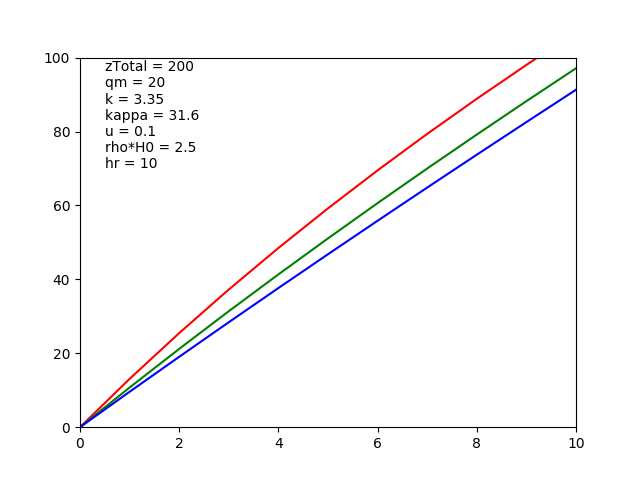 100
80
60
40
20
0
zTotal = 200
qm = 20
k = 3.35
kappa = 31.6
u = 0.1
rho*H0 = 2.5
hr = 10
0 2 4 6 8 10